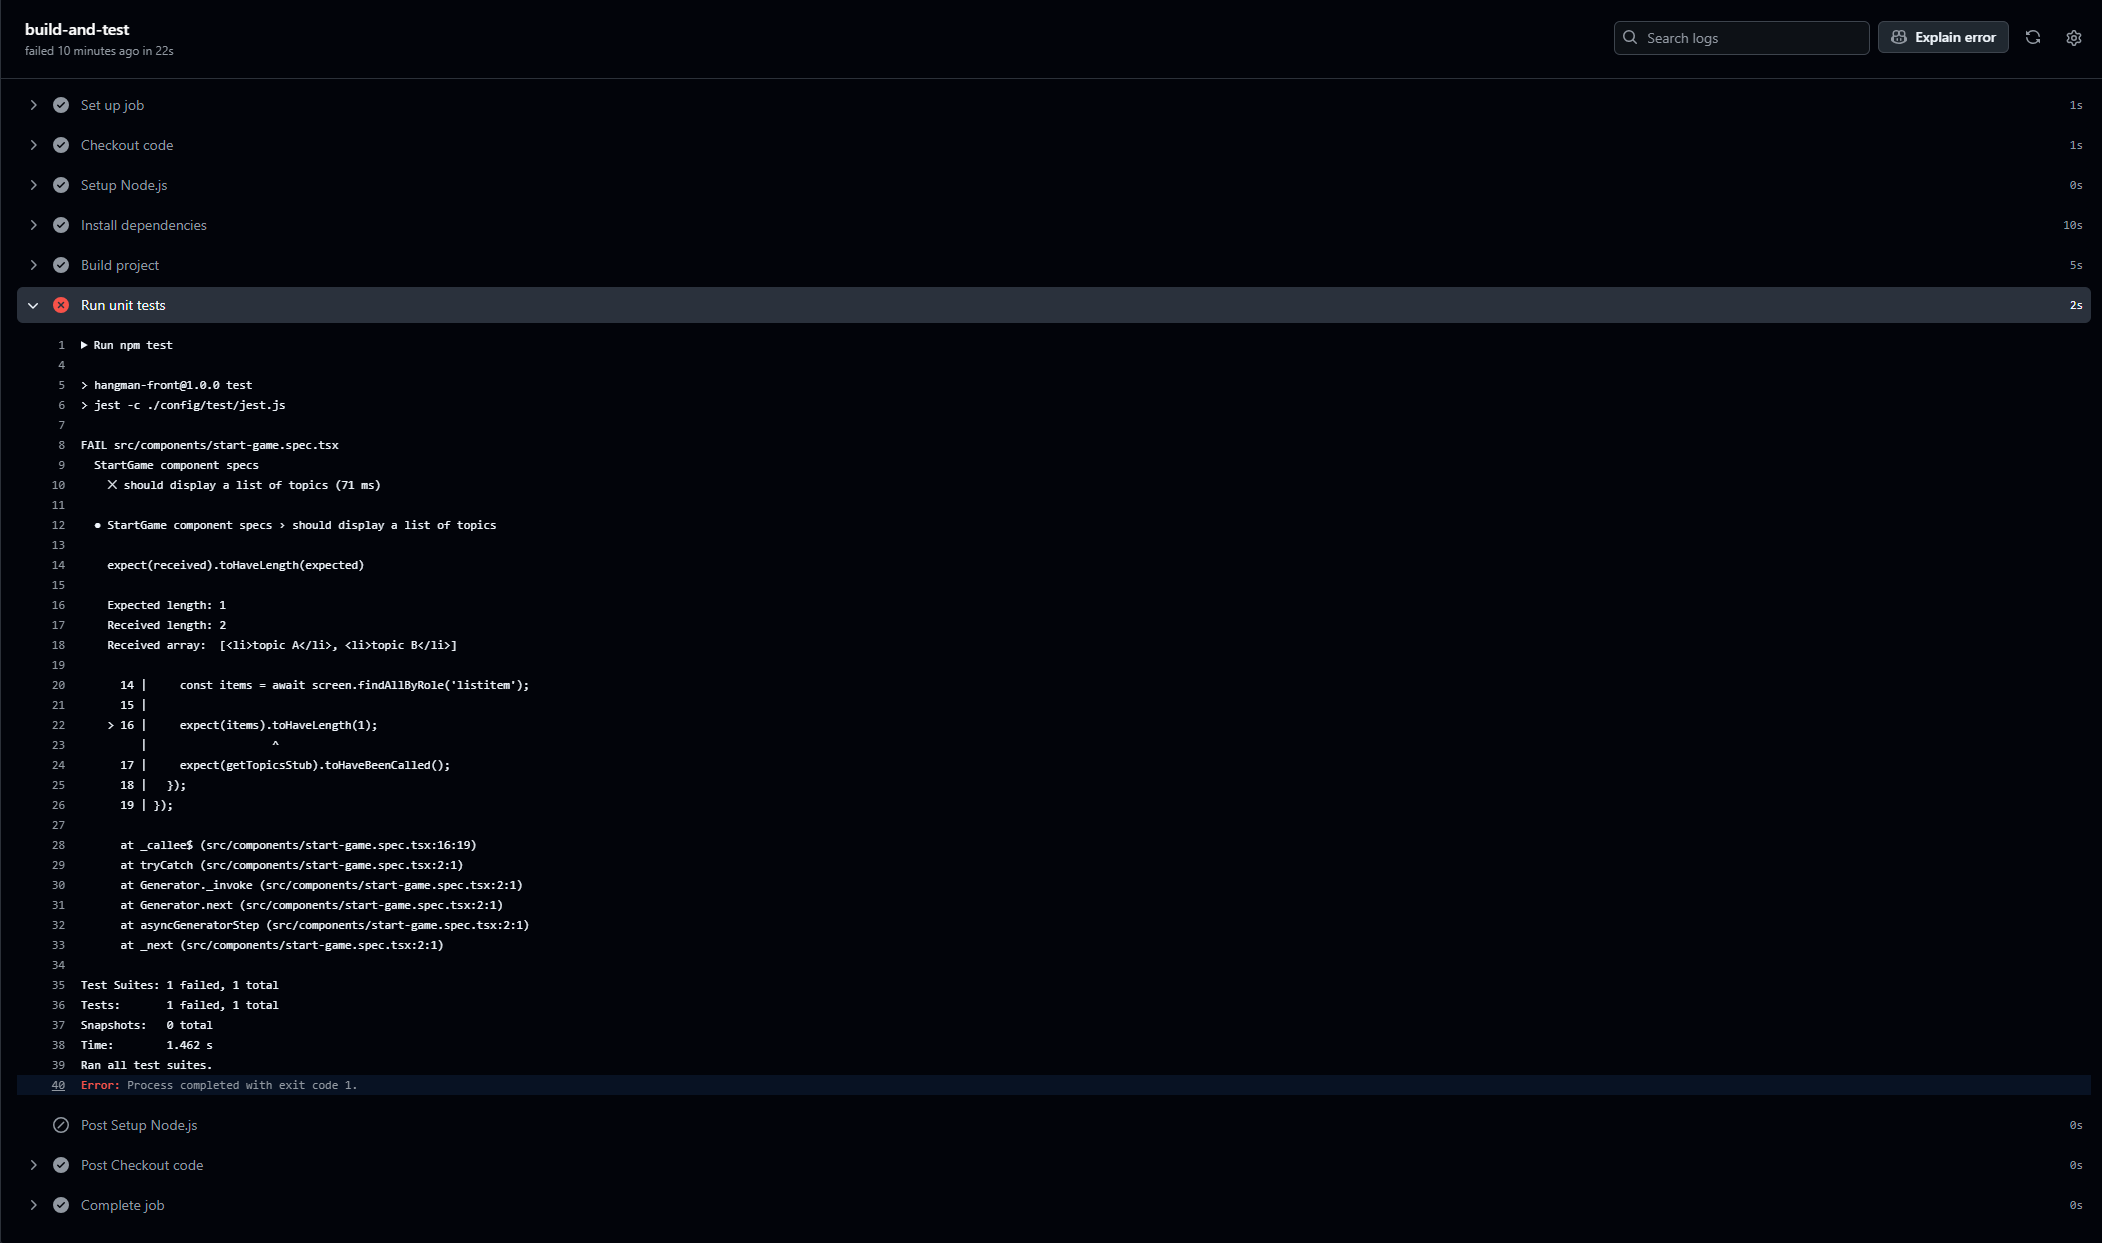 build-and-test
failed 10 minutes ago in 22s
Search logs
Explain error
Set up job 1s
Checkout code 1s
Setup Node.js 0s
Install dependencies 10s
Build project 5s
Run unit tests 2s
1 Run npm test
4
5 > hangman-front@1.0.0 test
6 > jest -c ./config/test/jest.js
7
8 FAIL src/components/start-game.spec.tsx
9 StartGame component specs
10 ✕ should display a list of topics (71 ms)
11
12 ● StartGame component specs › should display a list of topics
13
14 expect(received).toHaveLength(expected)
15
16 Expected length: 1
17 Received length: 2
18 Received array:  [<li>topic A</li>, <li>topic B</li>]
19
20 14 |     const items = await screen.findAllByRole('listitem');
21 15 |
22 > 16 |     expect(items).toHaveLength(1);
23 |                   ^
24 17 |     expect(getTopicsStub).toHaveBeenCalled();
25 18 |   });
26 19 | });
27
28 at _callee$ (src/components/start-game.spec.tsx:16:19)
29 at tryCatch (src/components/start-game.spec.tsx:2:1)
30 at Generator._invoke (src/components/start-game.spec.tsx:2:1)
31 at Generator.next (src/components/start-game.spec.tsx:2:1)
32 at asyncGeneratorStep (src/components/start-game.spec.tsx:2:1)
33 at _next (src/components/start-game.spec.tsx:2:1)
34
35 Test Suites: 1 failed, 1 total
36 Tests:       1 failed, 1 total
37 Snapshots:   0 total
38 Time:        1.462 s
39 Ran all test suites.
40 Error: Process completed with exit code 1.
Post Setup Node.js 0s
Post Checkout code 0s
Complete job 0s